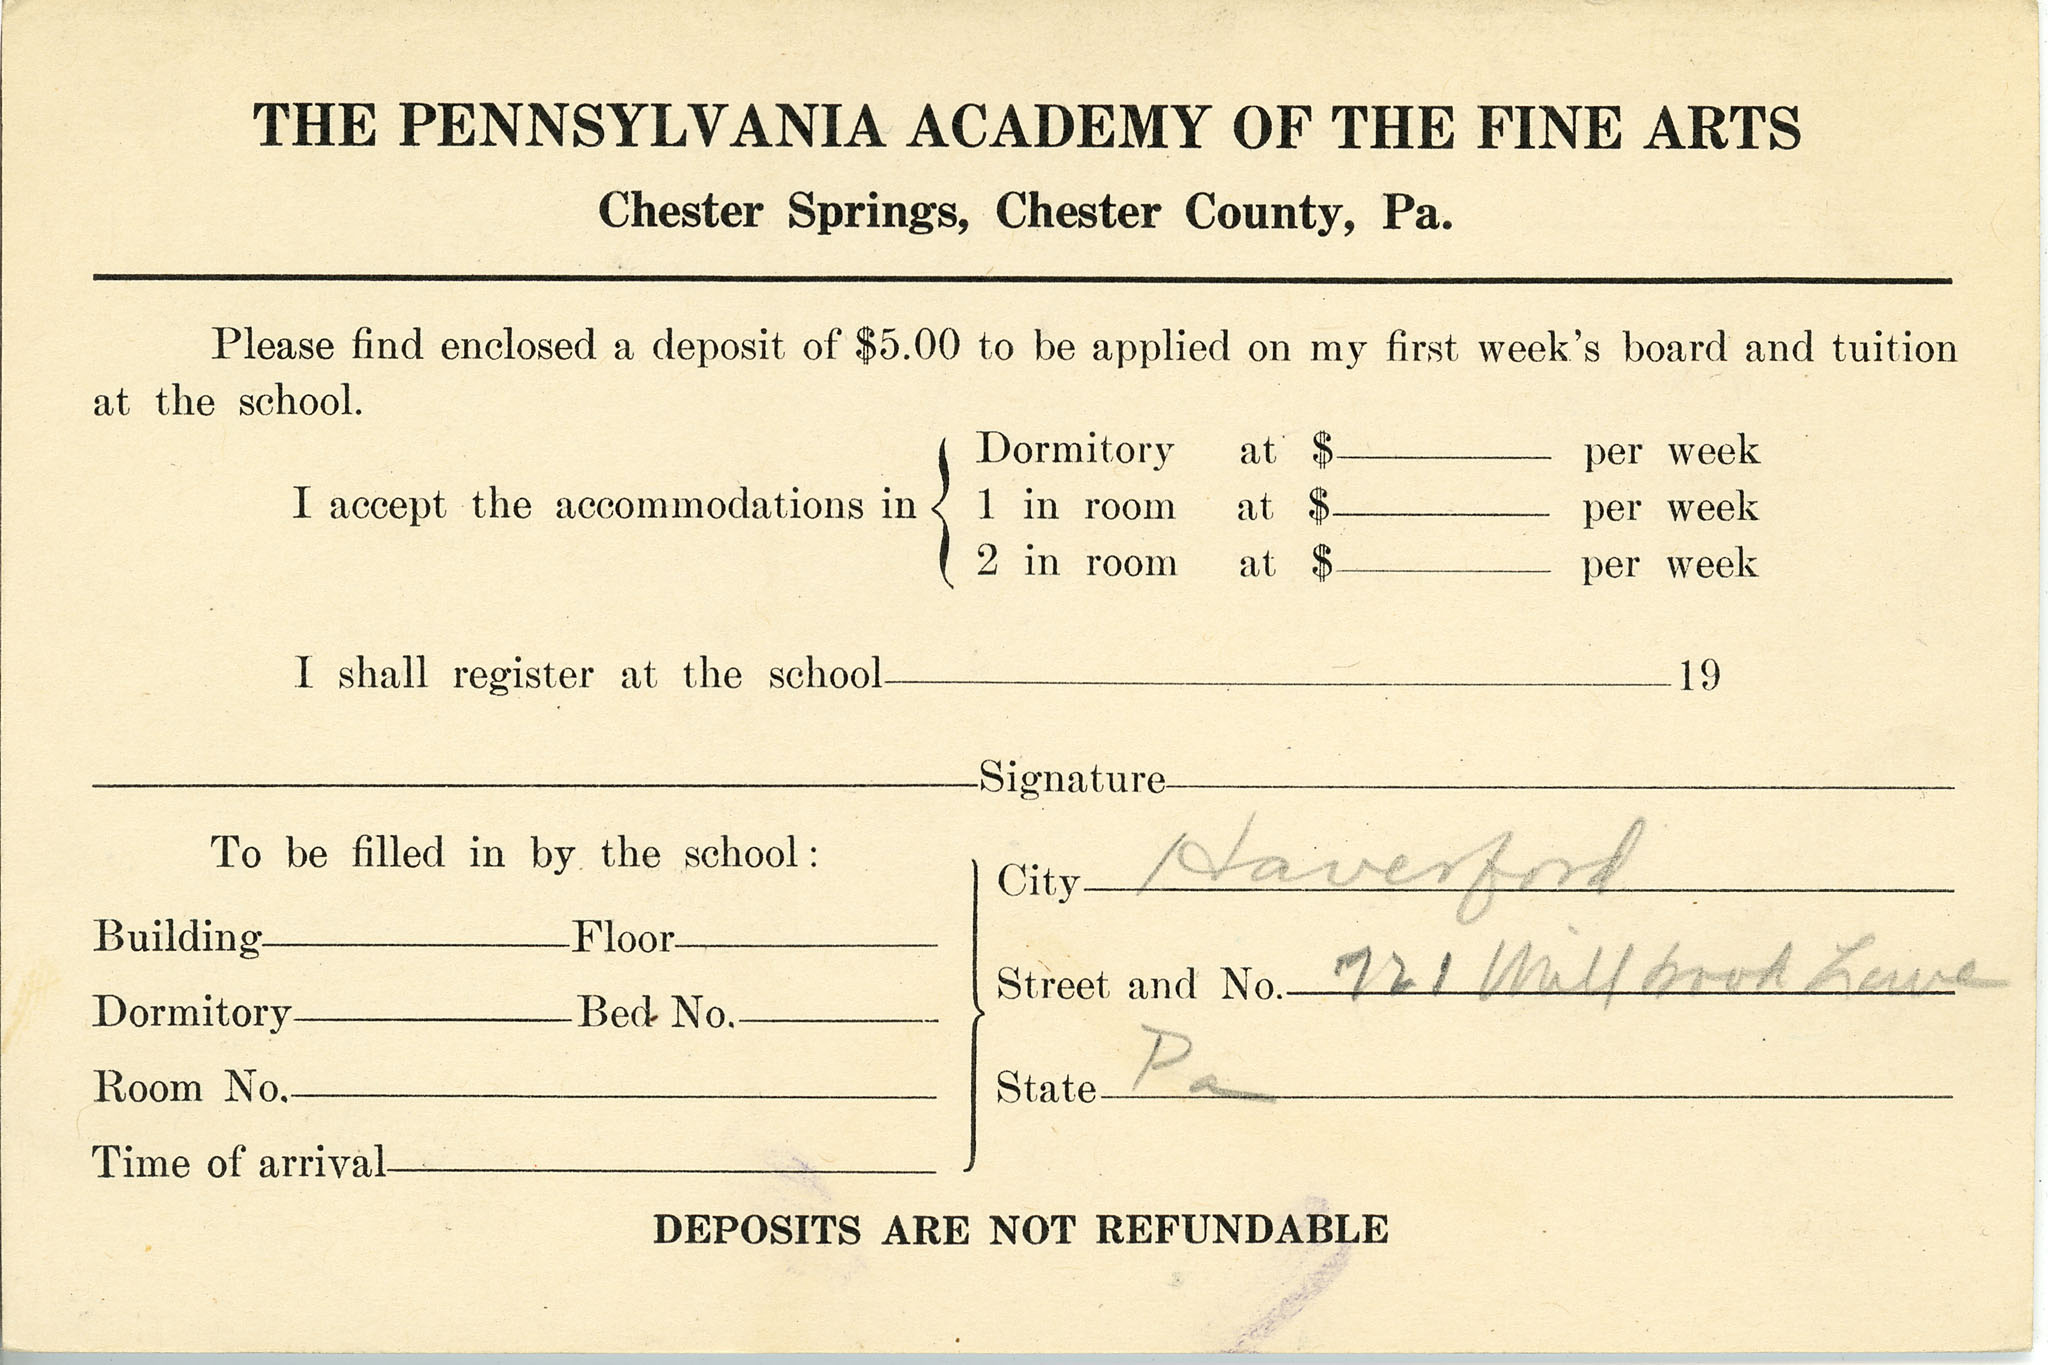 THE PENNSYLVANIA ACADEMY OF THE FINE ARTS
Chester Springs, Chester County, Pa.
Please find enclosed a deposit of $5.00 to be applied on my first week's board and tuition
at the school.
I accept the accommodations in
Dormitory at $ per week
1 in room at $ per week
2 in room at $ per week
I shall register at the school 19
Signature
To be filled in by the school:
Building Floor
Dormitory Bed No.
Room No.
Time of arrival
City Haverford
Street and No. 721 Millbrook Lane
State Pa
DEPOSITS ARE NOT REFUNDABLE